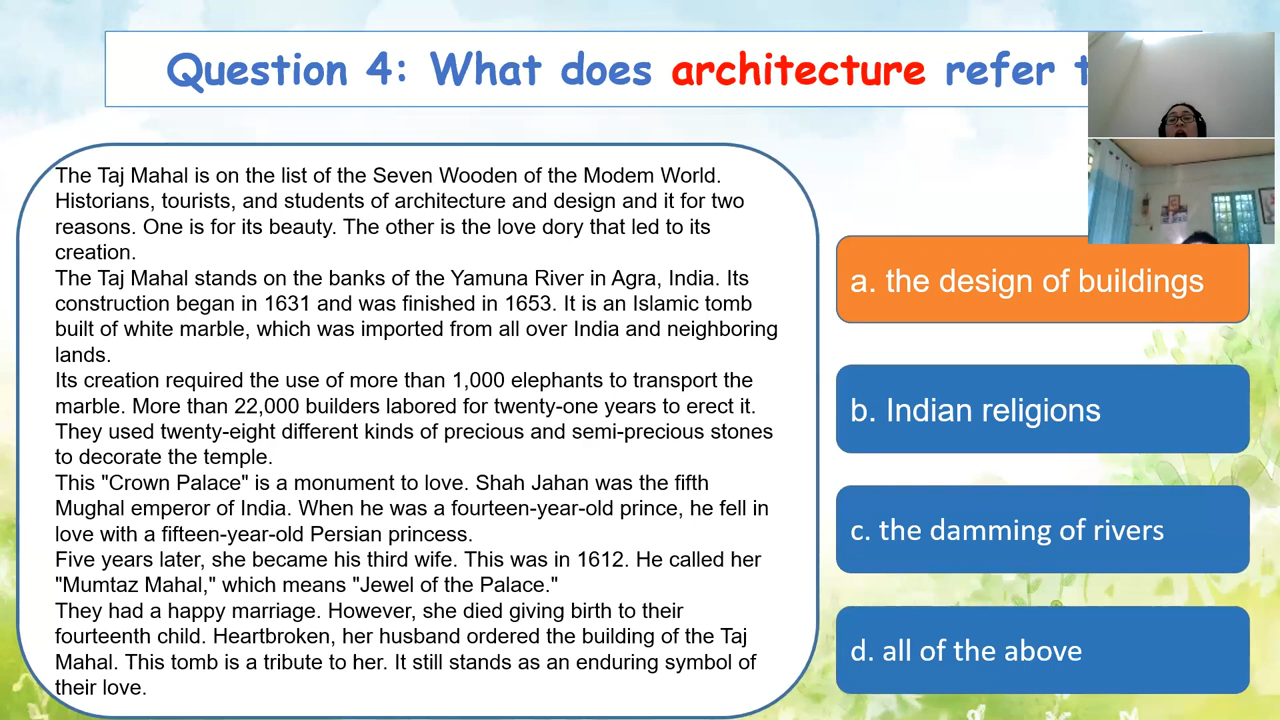 Question 4: What does architecture refer
The Taj Mahal is on the list of the Seven Wooden of the Modem World.
Historians, tourists, and students of architecture and design and it for two
reasons. One is for its beauty. The other is the love dory that led to its
creation.
The Taj Mahal stands on the banks of the Yamuna River in Agra, India. Its
construction began in 1631 and was finished in 1653. It is an Islamic tomb
built of white marble, which was imported from all over India and neighboring
lands.
Its creation required the use of more than 1,000 elephants to transport the
marble. More than 22,000 builders labored for twenty-one years to erect it.
They used twenty-eight different kinds of precious and semi-precious stones
to decorate the temple.
This "Crown Palace" is a monument to love. Shah Jahan was the fifth
Mughal emperor of India. When he was a fourteen-year-old prince, he fell in
love with a fifteen-year-old Persian princess.
Five years later, she became his third wife. This was in 1612. He called her
"Mumtaz Mahal," which means "Jewel of the Palace."
They had a happy marriage. However, she died giving birth to their
fourteenth child. Heartbroken, her husband ordered the building of the Taj
Mahal. This tomb is a tribute to her. It still stands as an enduring symbol of
their love.
a. the design of buildings
b. Indian religions
c. the damming of rivers
d. all of the above